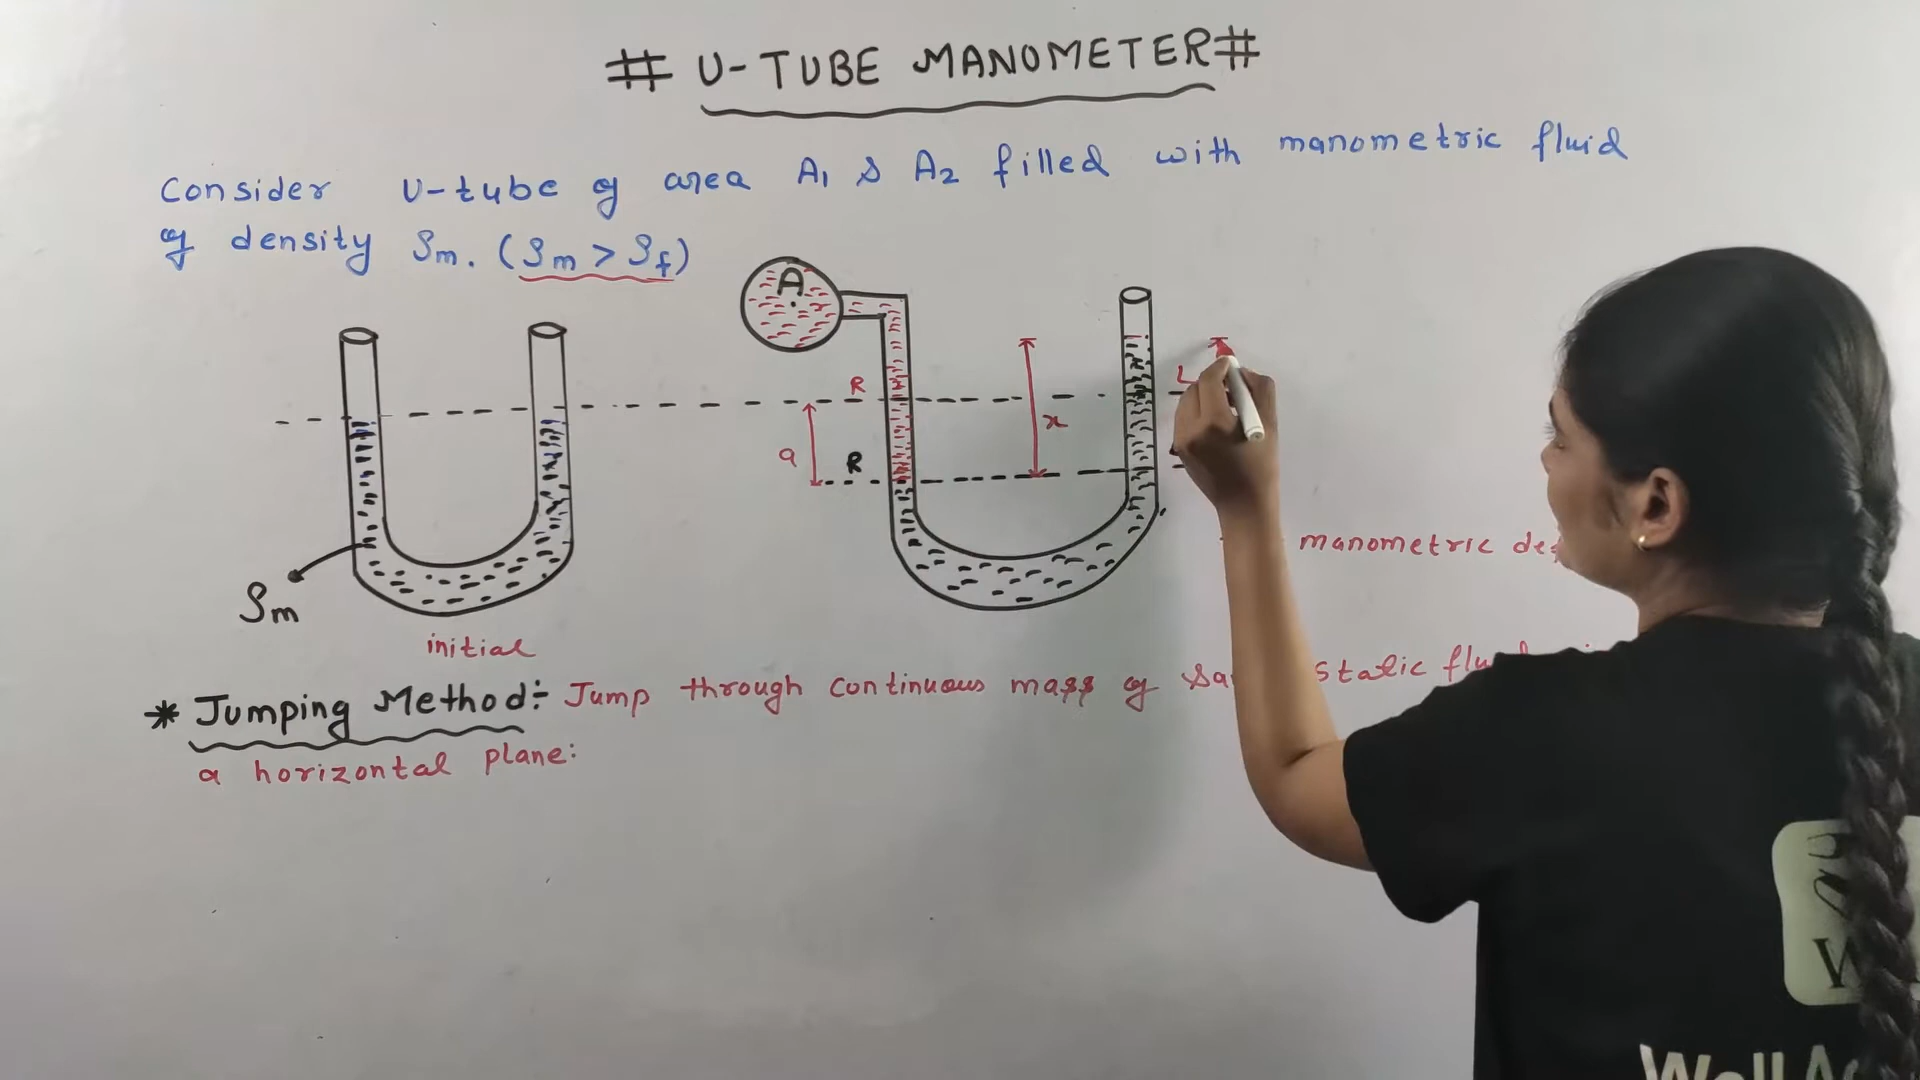 # U-TUBE MANOMETER #
Consider U-tube of area A₁ & A₂ filled with manometric fluid
of density ρm. (ρm > ρf)
A
R
L
x
a
R
ρm
manometric
initial
* Jumping Method:- Jump through continuous mass of static
a horizontal plane: